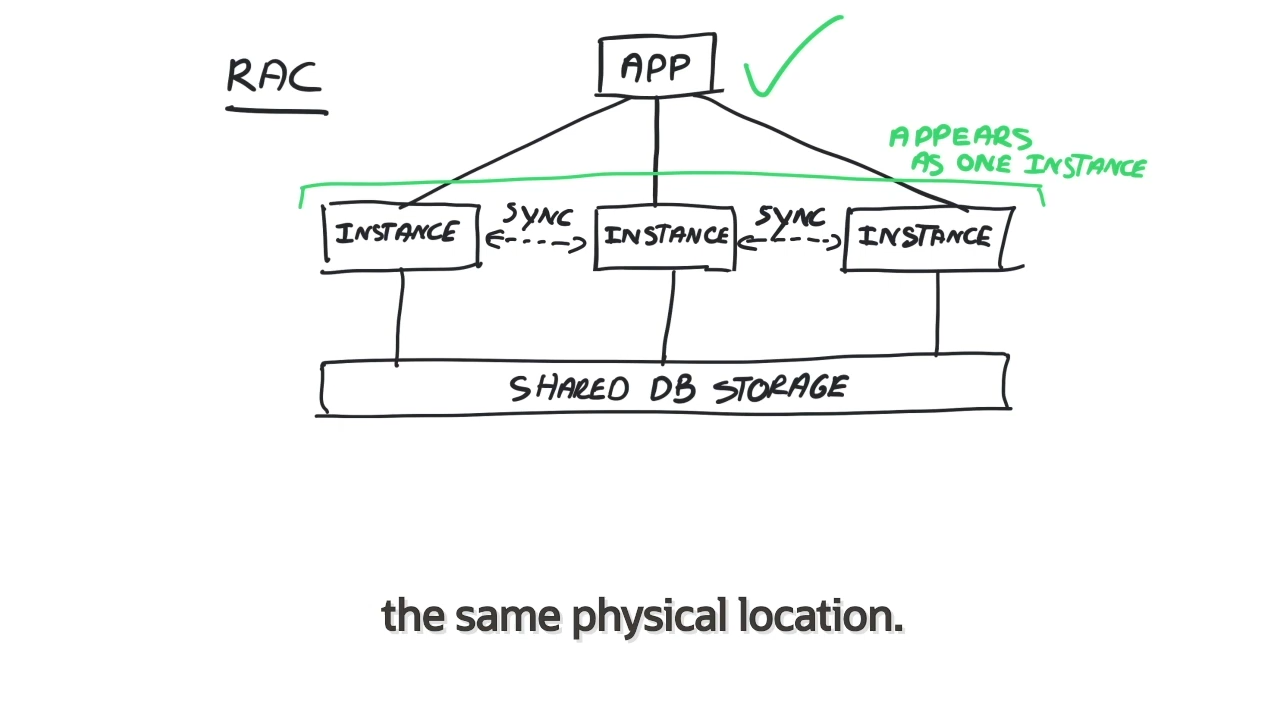 RAC
APP
APPEARS
AS ONE INSTANCE
SYNC
SYNC
INSTANCE
INSTANCE
INSTANCE
SHARED DB STORAGE
the same physical location.